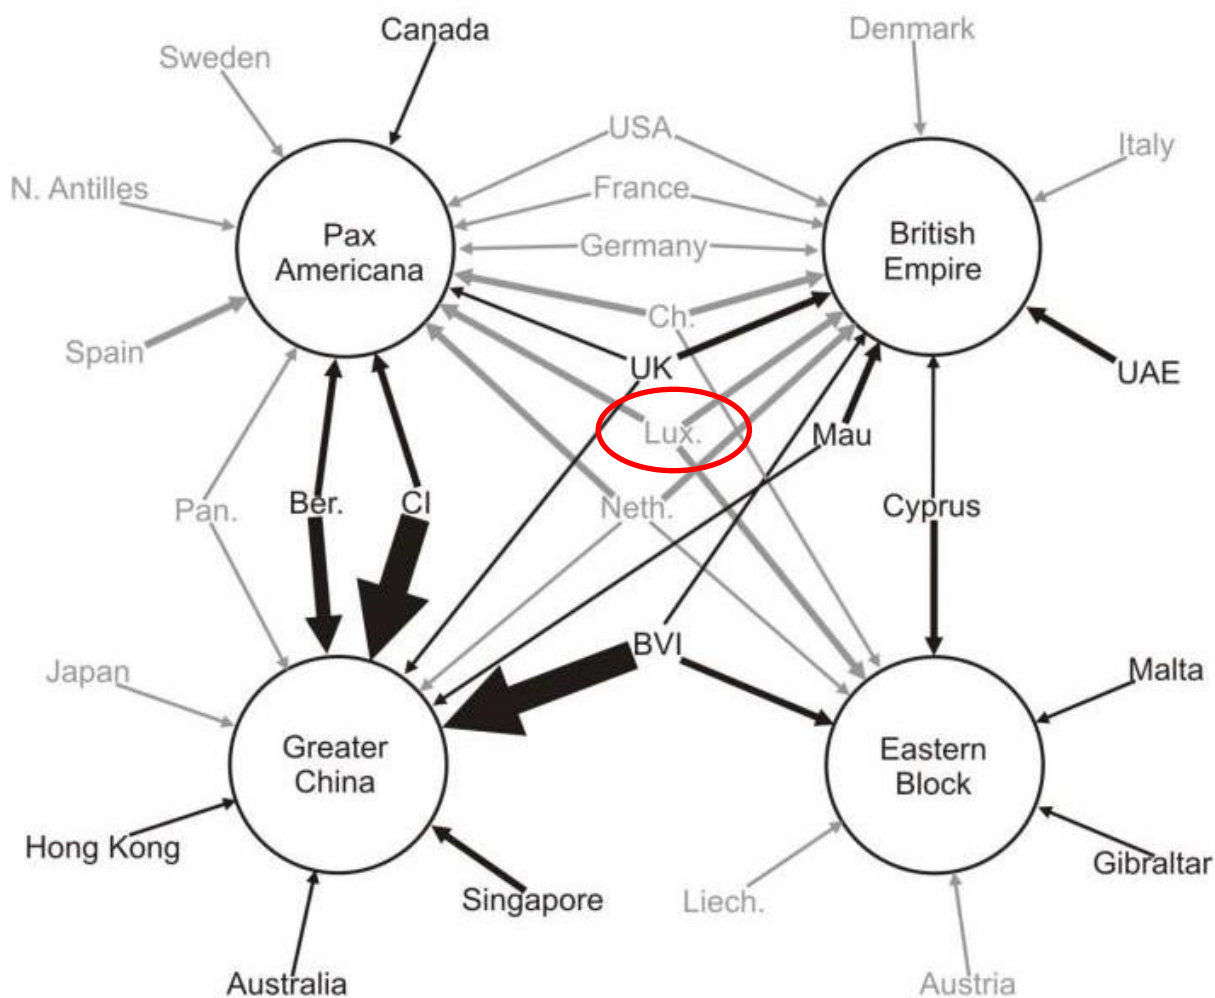 Canada
Denmark
Sweden
USA
Italy
N. Antilles
France
Pax
Americana
Germany
British
Empire
Ch.
Spain
UK
UAE
Lux.
Mau
Pan.
Ber.
CI
Neth.
Cyprus
BVI
Japan
Malta
Greater
China
Eastern
Block
Hong Kong
Gibraltar
Singapore
Liech.
Australia
Austria